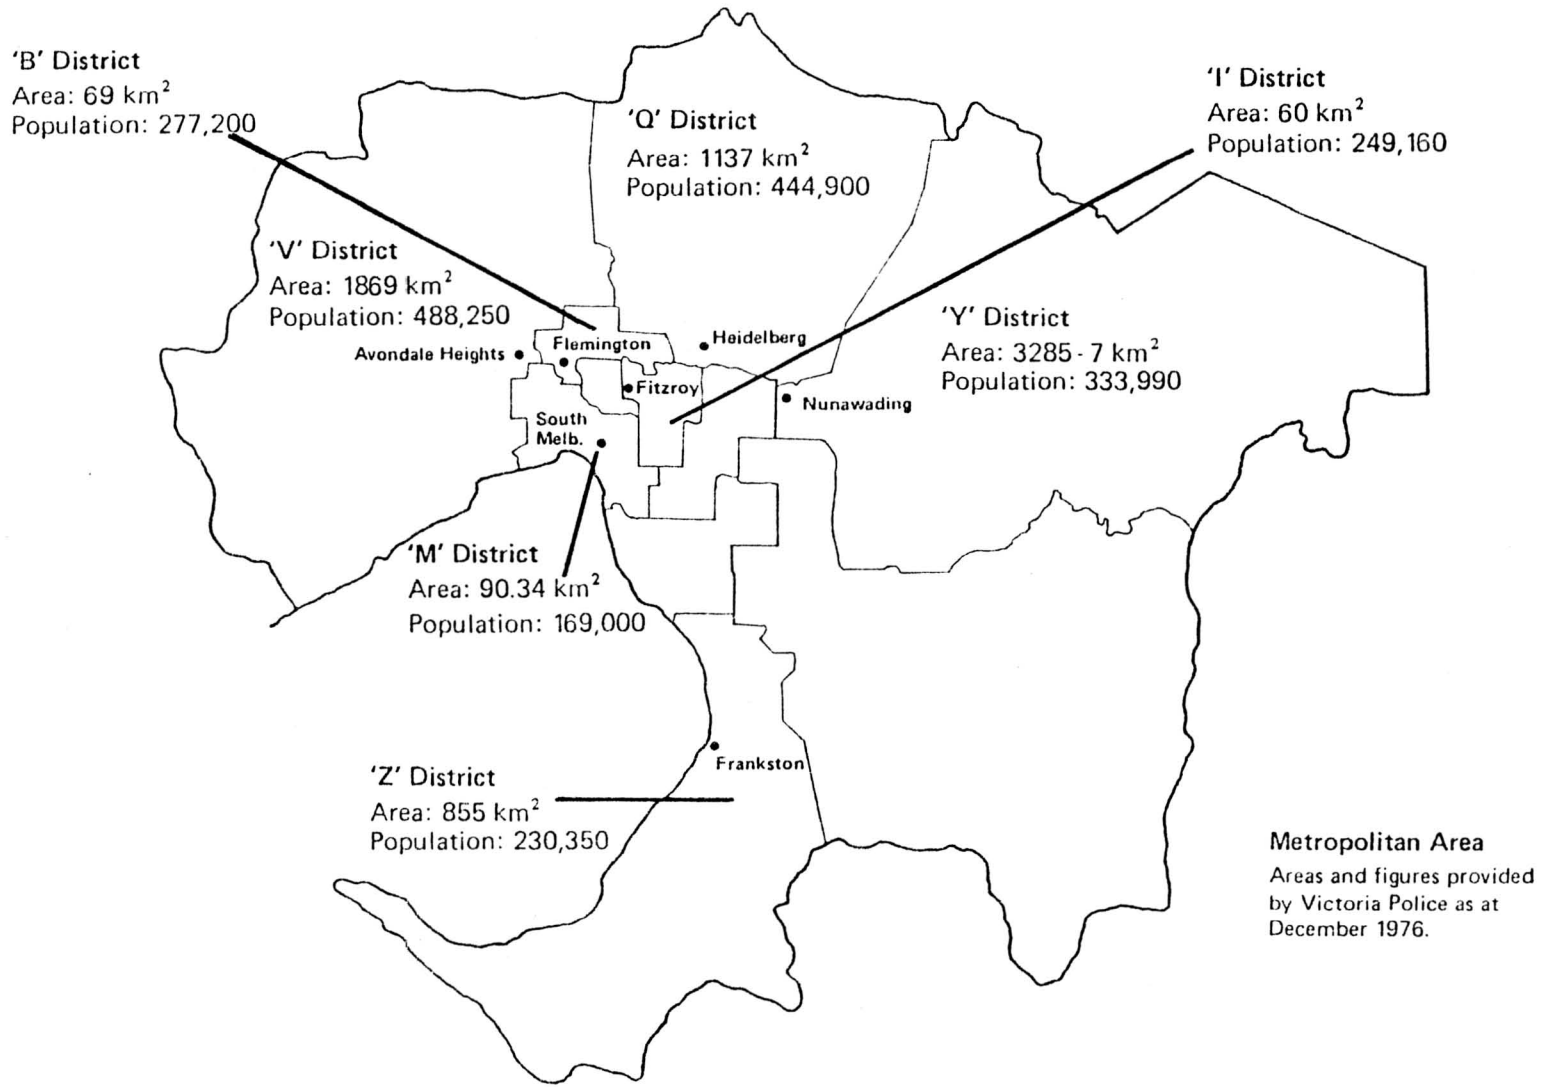 'B' District
Area: 69 km²
Population: 277,200
'Q' District
Area: 1137 km²
Population: 444,900
'I' District
Area: 60 km²
Population: 249,160
'V' District
Area: 1869 km²
Population: 488,250
'Y' District
Area: 3285·7 km²
Population: 333,990
Avondale Heights
Flemington
Heidelberg
Fitzroy
Nunawading
South
Melb.
'M' District
Area: 90.34 km²
Population: 169,000
Frankston
'Z' District
Area: 855 km²
Population: 230,350
Metropolitan Area
Areas and figures provided
by Victoria Police as at
December 1976.